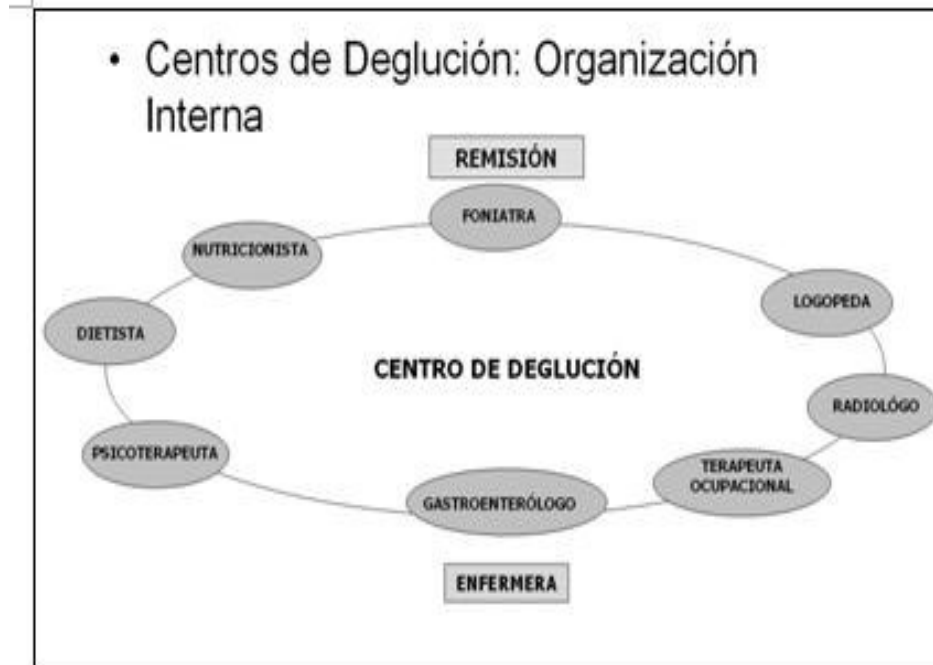 • Centros de Deglución: Organización
Interna
REMISIÓN
FONIATRA
NUTRICIONISTA
LOGOPEDA
DIETISTA
CENTRO DE DEGLUCIÓN
RADIOLÓGO
PSICOTERAPEUTA
TERAPEUTA
OCUPACIONAL
GASTROENTERÓLOGO
ENFERMERA